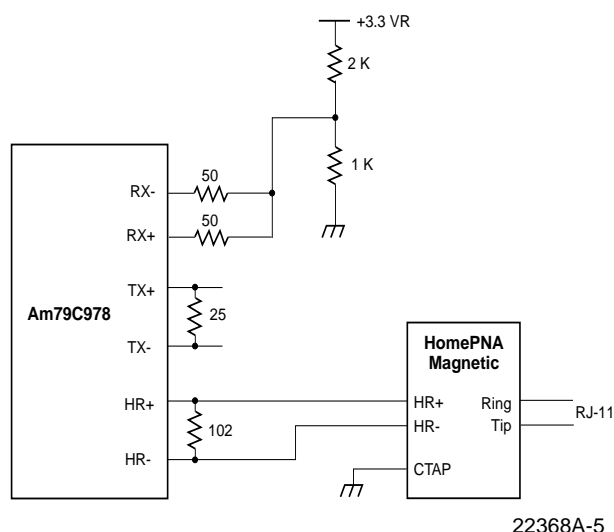 +3.3 VR
2 K
1 K
50
RX-
50
RX+
TX+
Am79C978
25
TX-
HomePNA
Magnetic
HR+
HR+
Ring
RJ-11
102
HR-
Tip
HR-
CTAP
22368A-5